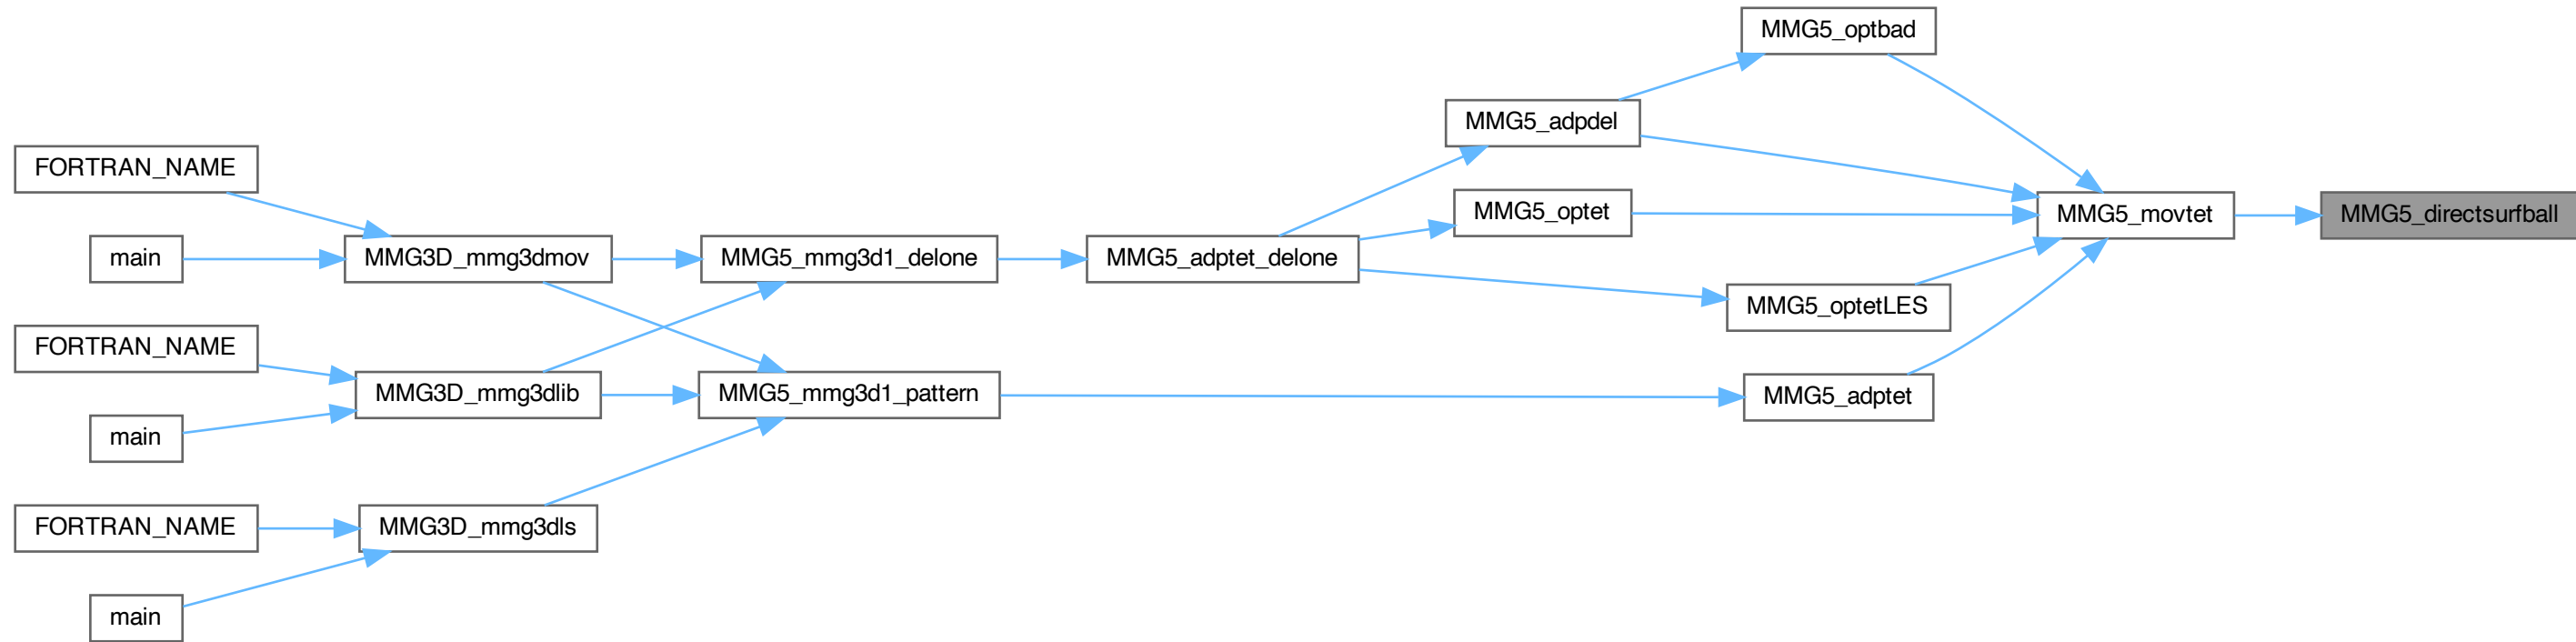 MMG5_optbad
MMG5_adpdel
FORTRAN_NAME
MMG5_optet
MMG5_movtet
MMG5_directsurfball
main
MMG3D_mmg3dmov
MMG5_mmg3d1_delone
MMG5_adptet_delone
MMG5_optetLES
FORTRAN_NAME
MMG3D_mmg3dlib
MMG5_mmg3d1_pattern
MMG5_adptet
main
FORTRAN_NAME
MMG3D_mmg3dls
main